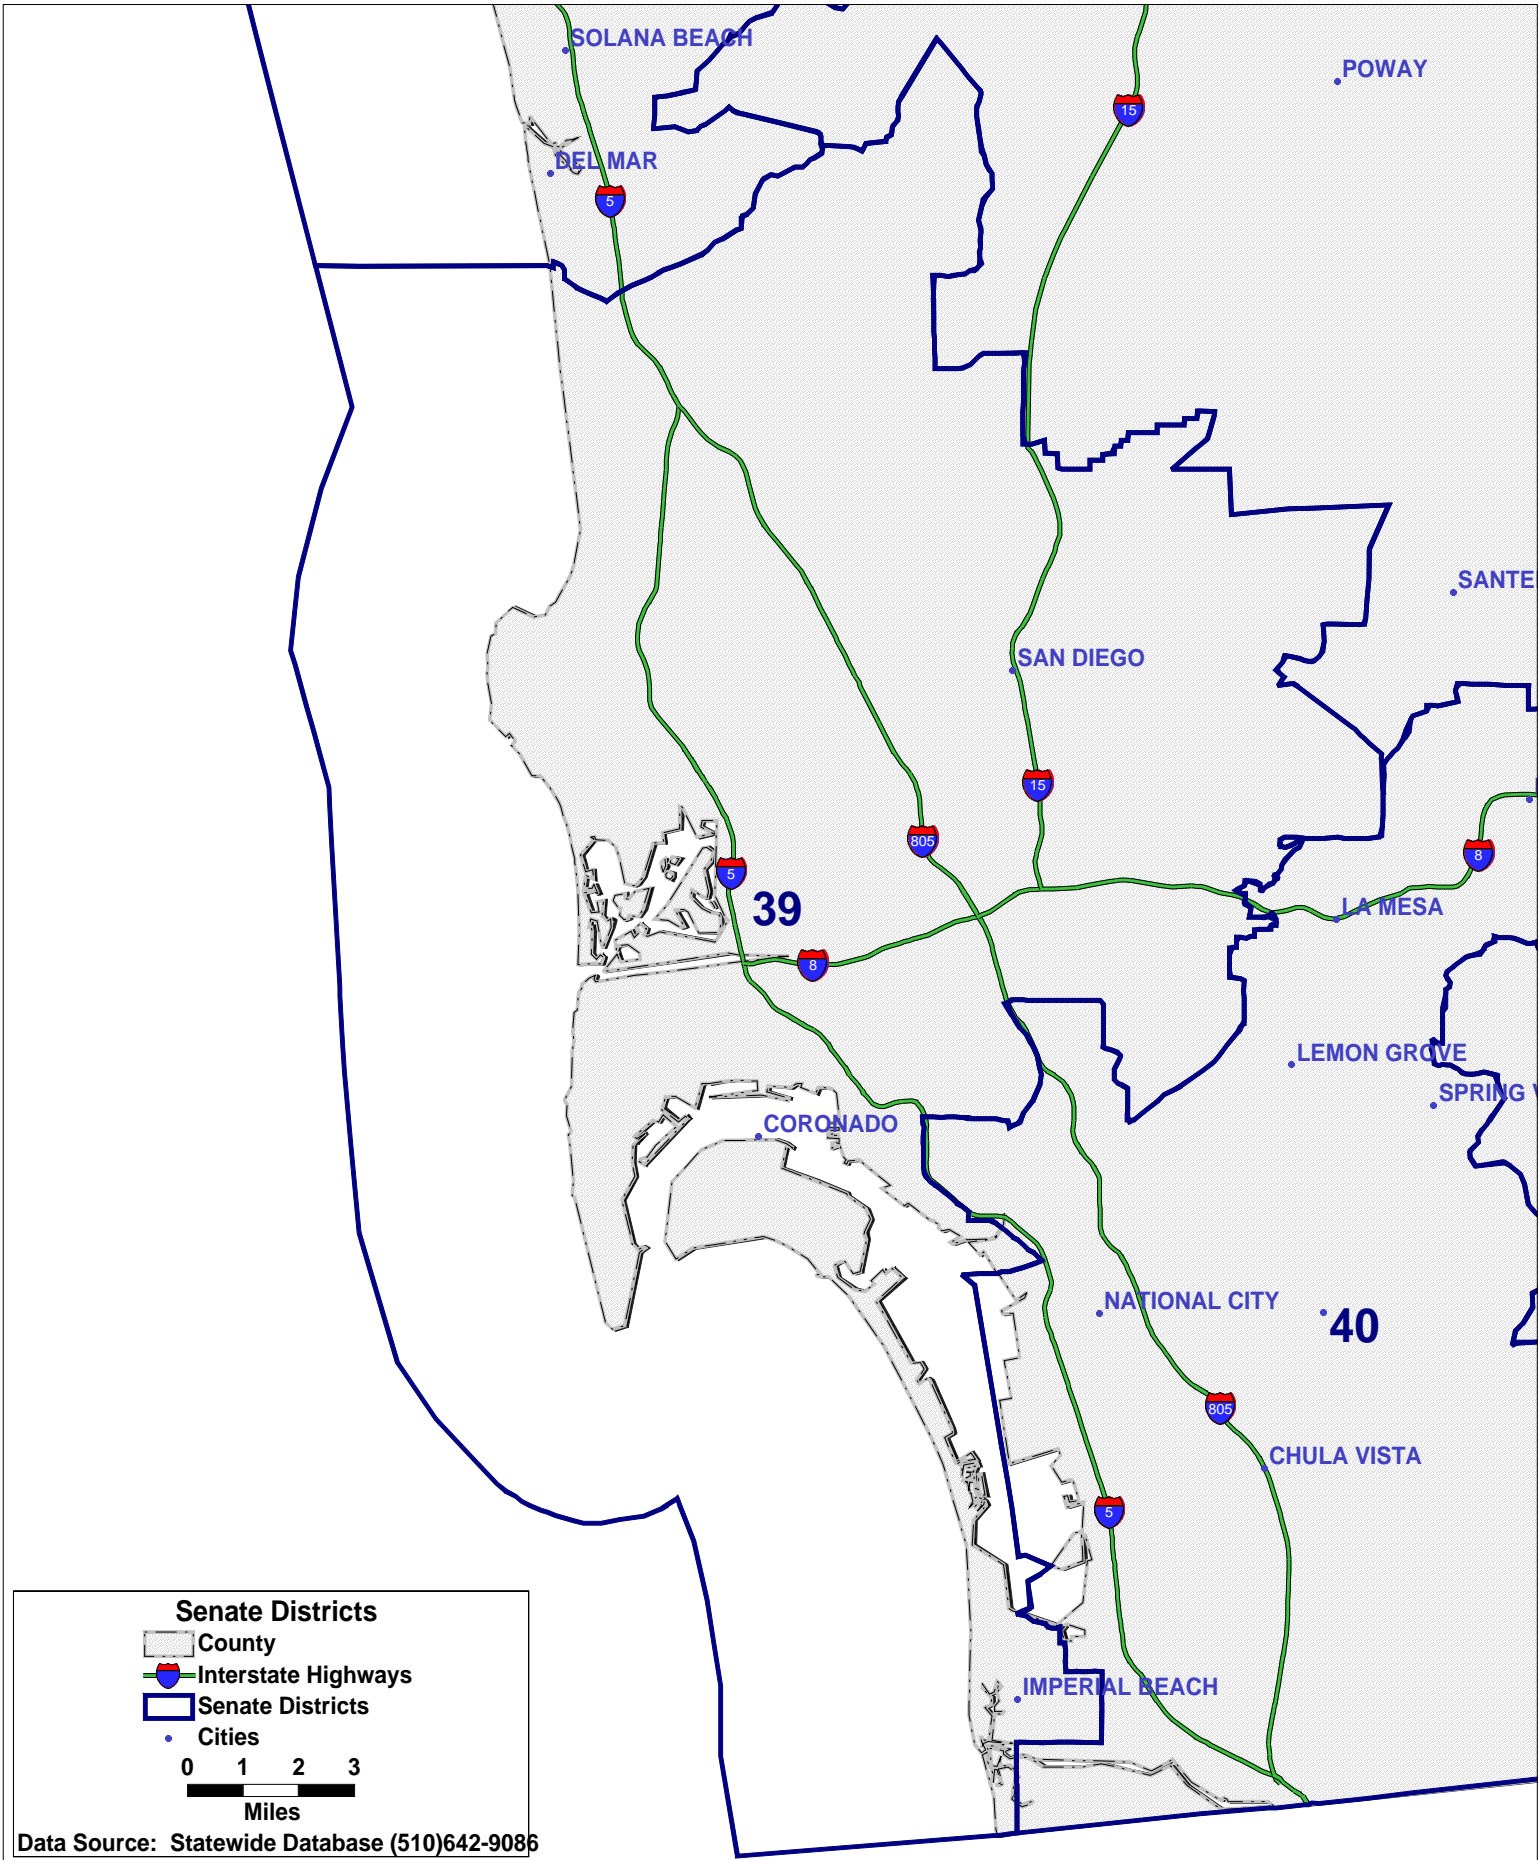 SOLANA BEACH
POWAY
15
DEL MAR
5
SANTE
SAN DIEGO
15
805
8
5
39
LA MESA
8
LEMON GROVE
SPRING V
CORONADO
NATIONAL CITY
40
805
CHULA VISTA
5
IMPERIAL BEACH
Senate Districts
County
Interstate Highways
Senate Districts
Cities
0 1 2 3
Miles
Data Source: Statewide Database (510)642-9086